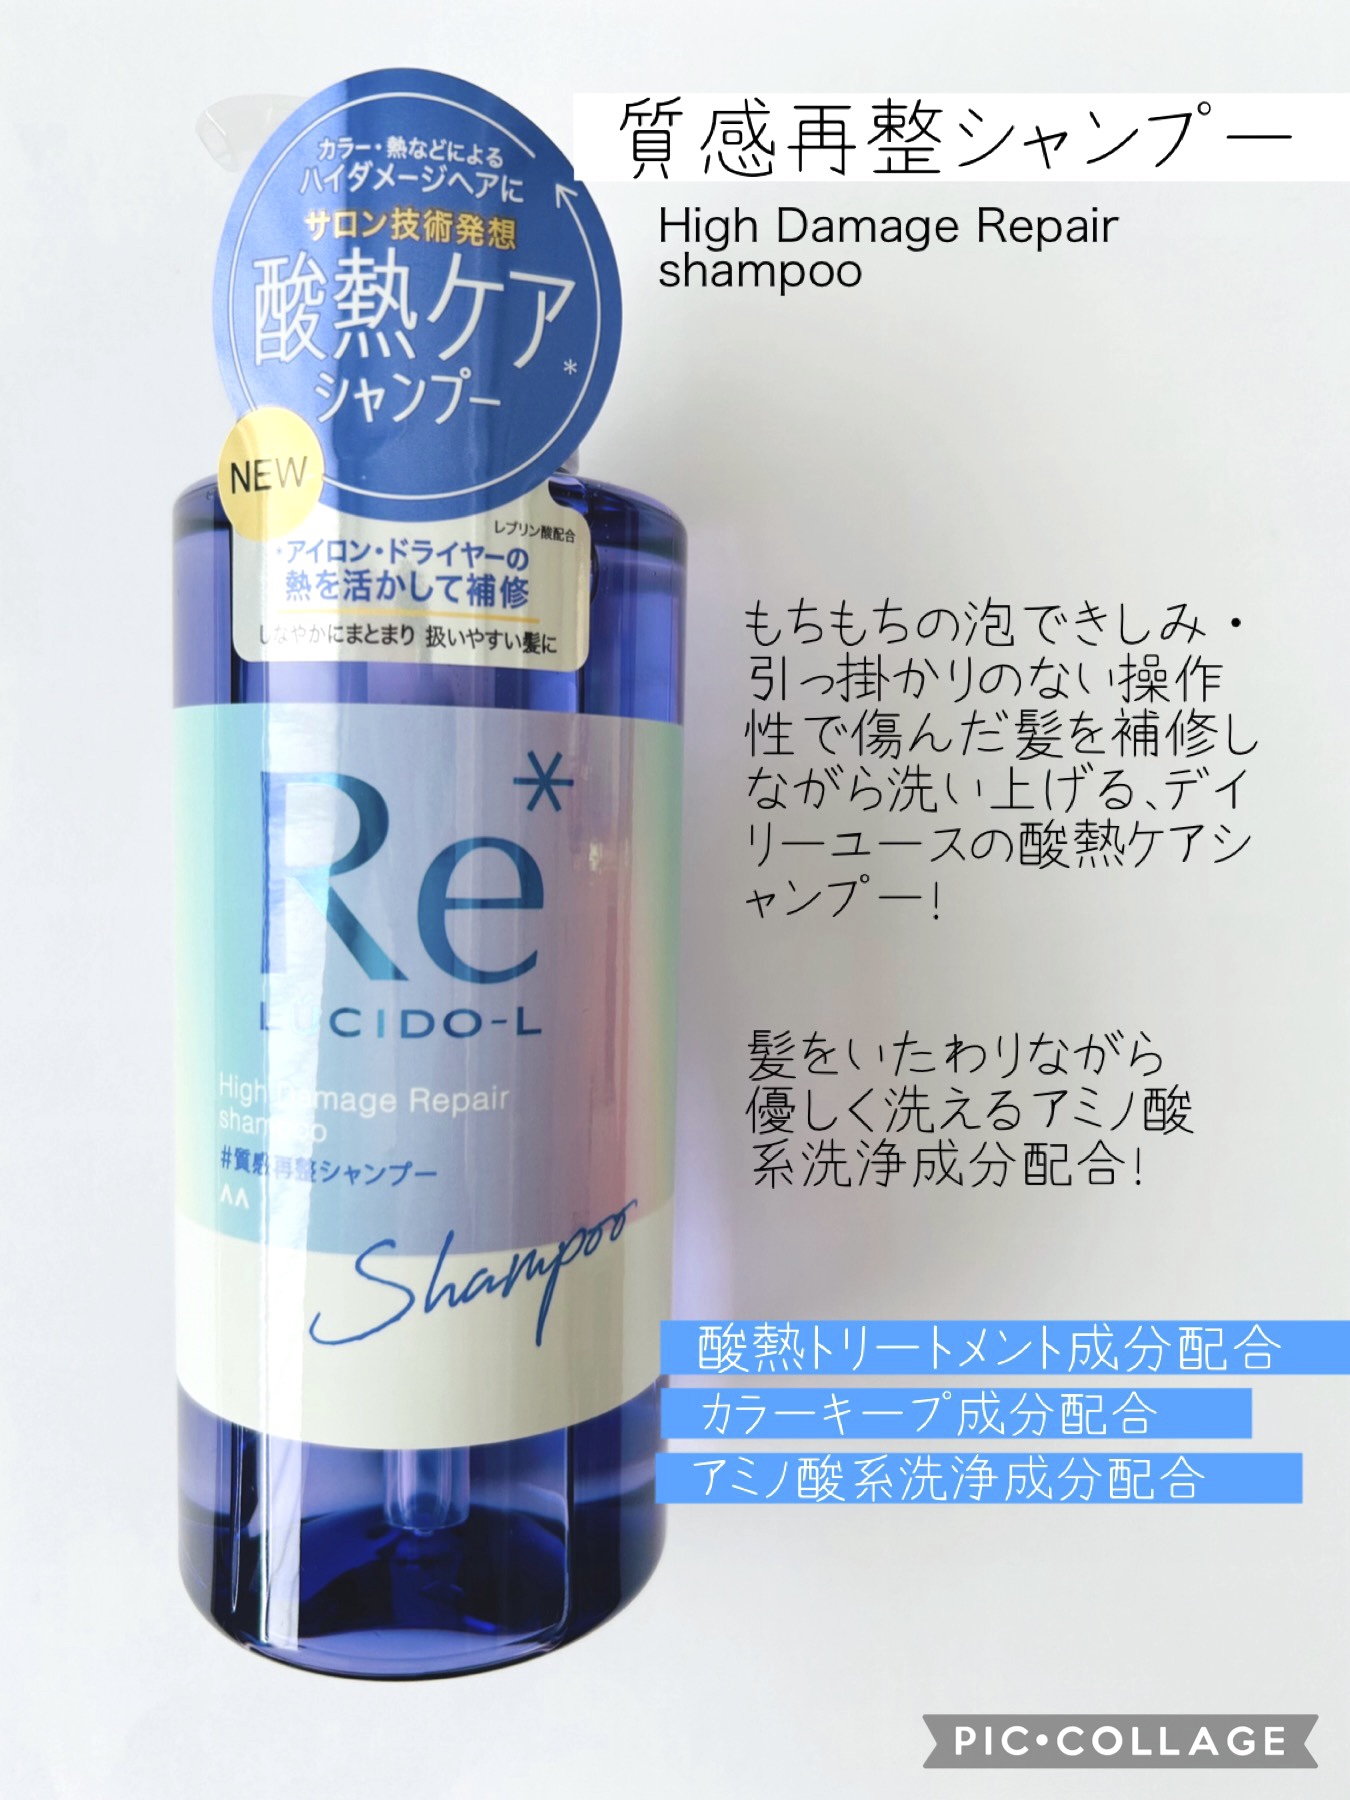 質感再整シャンプー
High Damage Repair
shampoo
カラー・熱などによる
ハイダメージヘアに
サロン技術発想
酸熱ケア*
シャンプー
NEW
レブリン酸配合
・アイロン・ドライヤーの
熱を活かして補修
しなやかにまとまり 扱いやすい髪に
Re*
LUCIDO-L
High Damage Repair
shampoo
#質感再整シャンプー
Shampoo
もちもちの泡できしみ・
引っ掛かりのない操作
性で傷んだ髪を補修し
ながら洗い上げる、デイ
リーユースの酸熱ケアシ
ャンプー!
髪をいたわりながら
優しく洗えるアミノ酸
系洗浄成分配合!
酸熱トリートメント成分配合
カラーキープ成分配合
アミノ酸系洗浄成分配合
PIC•COLLAGE